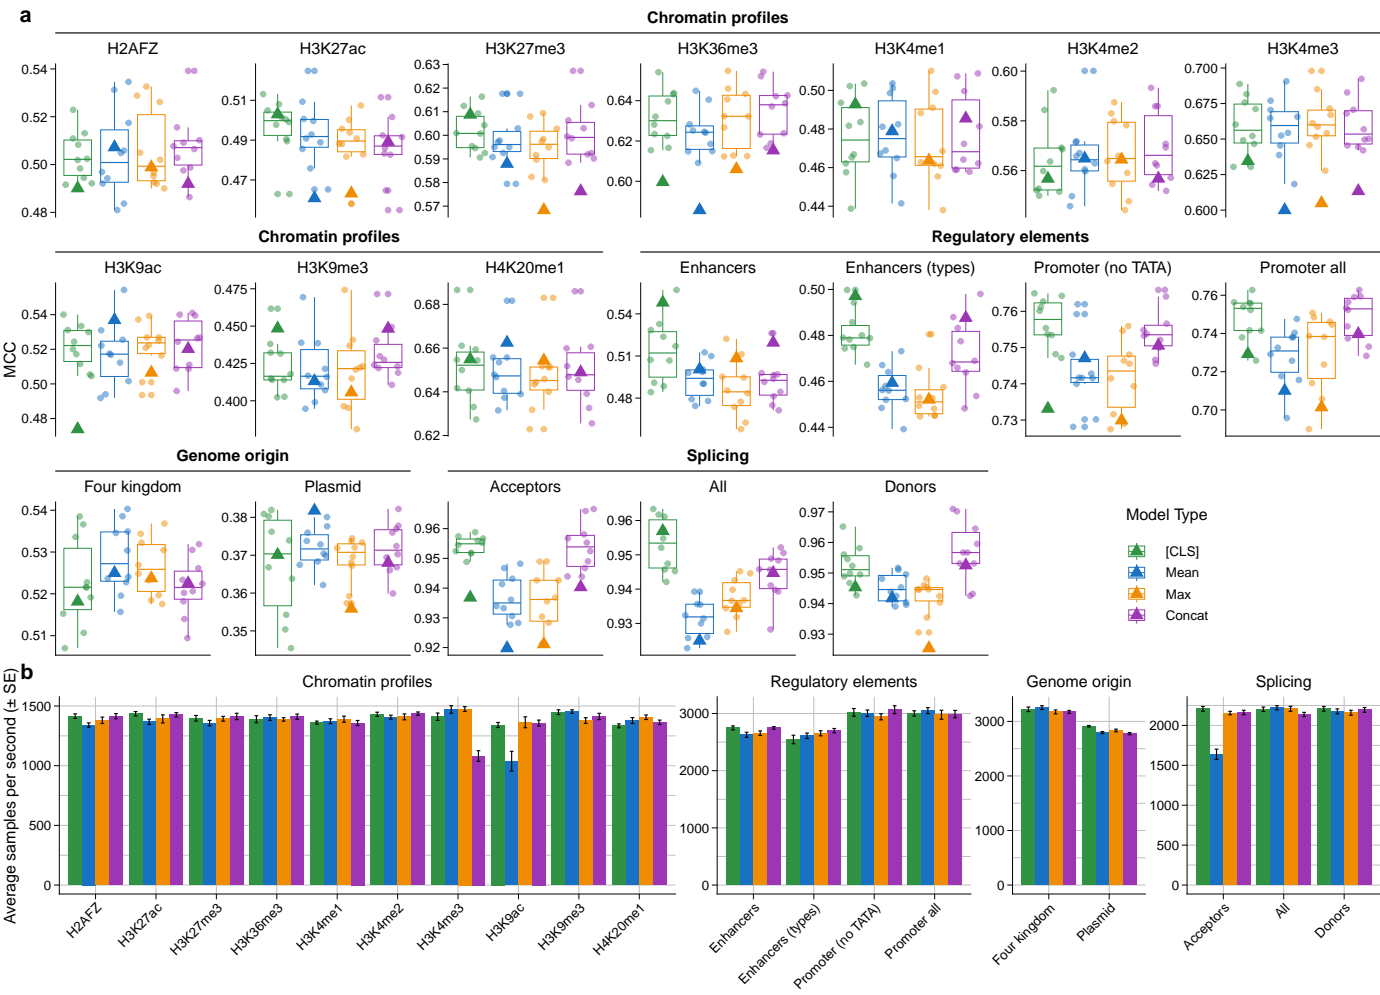 a
Chromatin profiles
H2AFZ H3K27ac H3K27me3 H3K36me3 H3K4me1 H3K4me2 H3K4me3
0.54 0.52 0.50 0.48
0.51 0.49 0.47
0.63 0.62 0.61 0.60 0.59 0.58 0.57
0.64 0.62 0.60
0.50 0.48 0.46 0.44
0.60 0.58 0.56
0.700 0.675 0.650 0.625 0.600
Chromatin profiles Regulatory elements
H3K9ac H3K9me3 H4K20me1 Enhancers Enhancers (types) Promoter (no TATA) Promoter all
MCC
0.54 0.52 0.50 0.48
0.475 0.450 0.425 0.400
0.68 0.66 0.64 0.62
0.54 0.51 0.48
0.50 0.48 0.46 0.44
0.76 0.75 0.74 0.73
0.76 0.74 0.72 0.70
Genome origin Splicing
Four kingdom Plasmid Acceptors All Donors
0.54 0.53 0.52 0.51
0.38 0.37 0.36 0.35
0.96 0.95 0.94 0.93 0.92
0.96 0.95 0.94 0.93
0.97 0.96 0.95 0.94 0.93
Model Type
[CLS]
Mean
Max
Concat
b
Chromatin profiles Regulatory elements Genome origin Splicing
Average samples per second (± SE)
1500 1000 500 0
3000 2000 1000 0
3000 2000 1000 0
2000 1500 1000 500 0
H2AFZ H3K27ac H3K27me3 H3K36me3 H3K4me1 H3K4me2 H3K4me3 H3K9ac H3K9me3 H4K20me1
Enhancers Enhancers (types) Promoter (no TATA) Promoter all
Four kingdom Plasmid
Acceptors All Donors